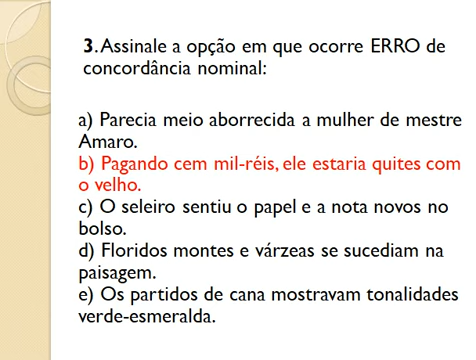 3. Assinale a opção em que ocorre ERRO de
concordância nominal:
a) Parecia meio aborrecida a mulher de mestre
Amaro.
b) Pagando cem mil-réis, ele estaria quites com
o velho.
c) O seleiro sentiu o papel e a nota novos no
bolso.
d) Floridos montes e várzeas se sucediam na
paisagem.
e) Os partidos de cana mostravam tonalidades
verde-esmeralda.